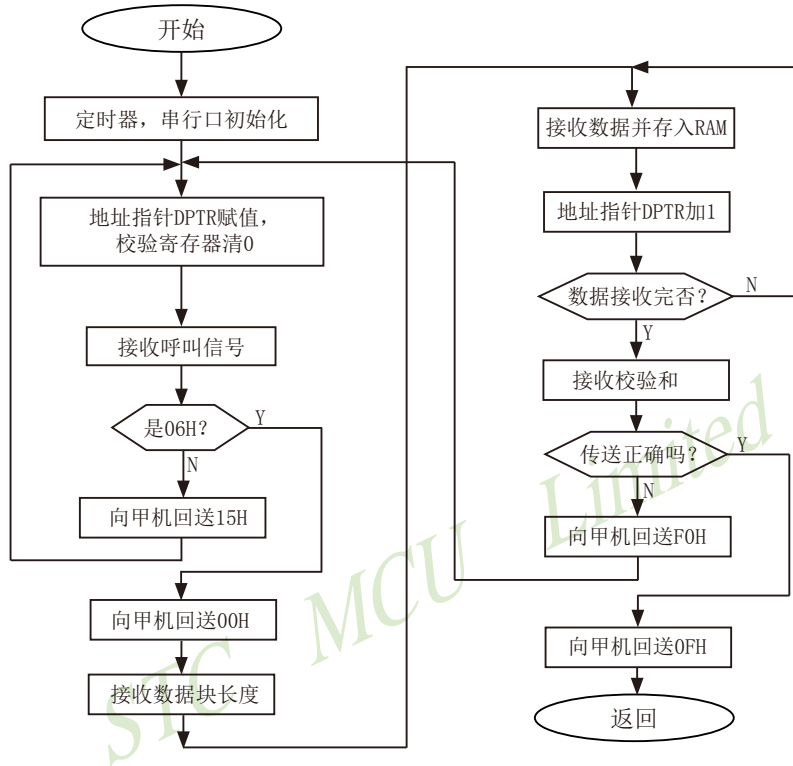 开始
定时器，串行口初始化
地址指针DPTR赋值，
校验寄存器清0
接收呼叫信号
是06H？
Y
N
向甲机回送15H
向甲机回送00H
接收数据块长度
接收数据并存入RAM
地址指针DPTR加1
数据接收完否？
N
Y
接收校验和
传送正确吗？
Y
N
向甲机回送F0H
向甲机回送0FH
返回
STC MCU Limited